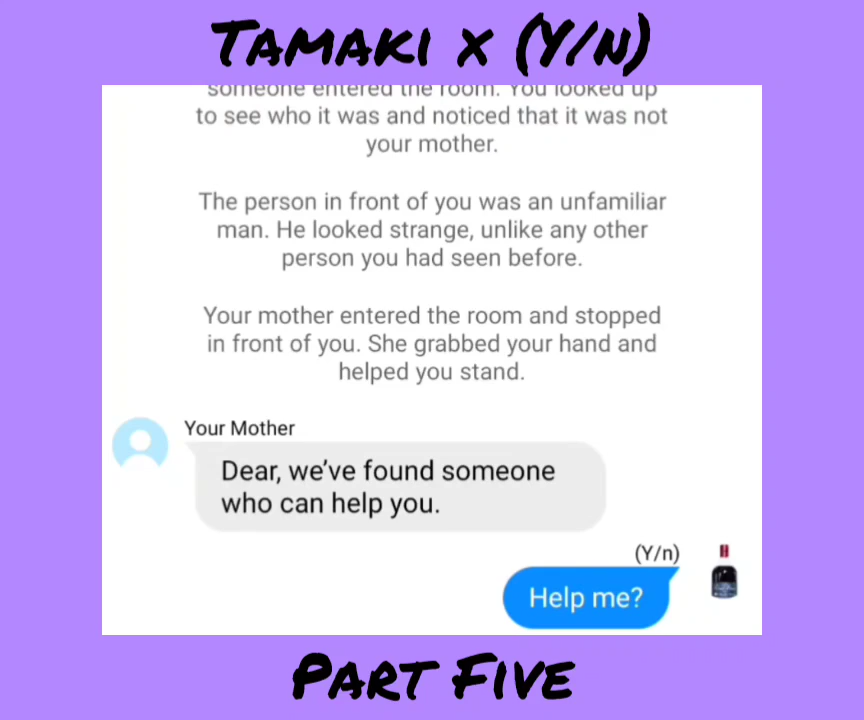 Tamaki x (Y/n)
someone entered the room. You looked up
to see who it was and noticed that it was not
your mother.
The person in front of you was an unfamiliar
man. He looked strange, unlike any other
person you had seen before.
Your mother entered the room and stopped
in front of you. She grabbed your hand and
helped you stand.
Your Mother
Dear, we’ve found someone
who can help you.
(Y/n)
Help me?
Part Five